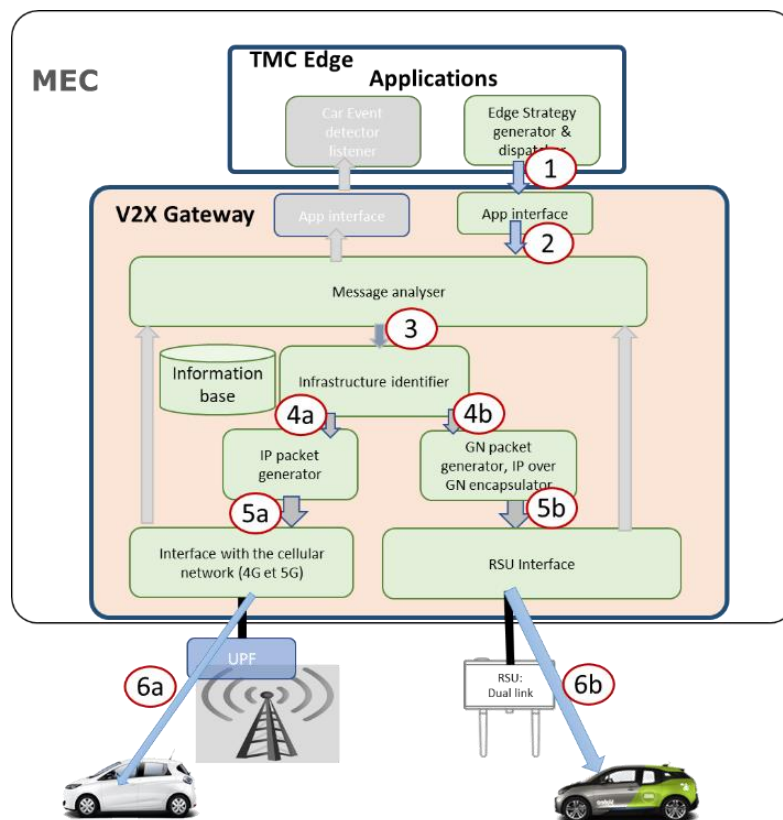 MEC
TMC Edge
Applications
Car Event
detector
listener
Edge Strategy
generator &
dispatcher
1
V2X Gateway
App interface
App interface
2
Message analyser
3
Information
base
Infrastructure identifier
4a
4b
IP packet
generator
GN packet
generator, IP over
GN encapsulator
5a
5b
Interface with the cellular
network (4G et 5G)
RSU Interface
UPF
6a
RSU:
Dual link
6b